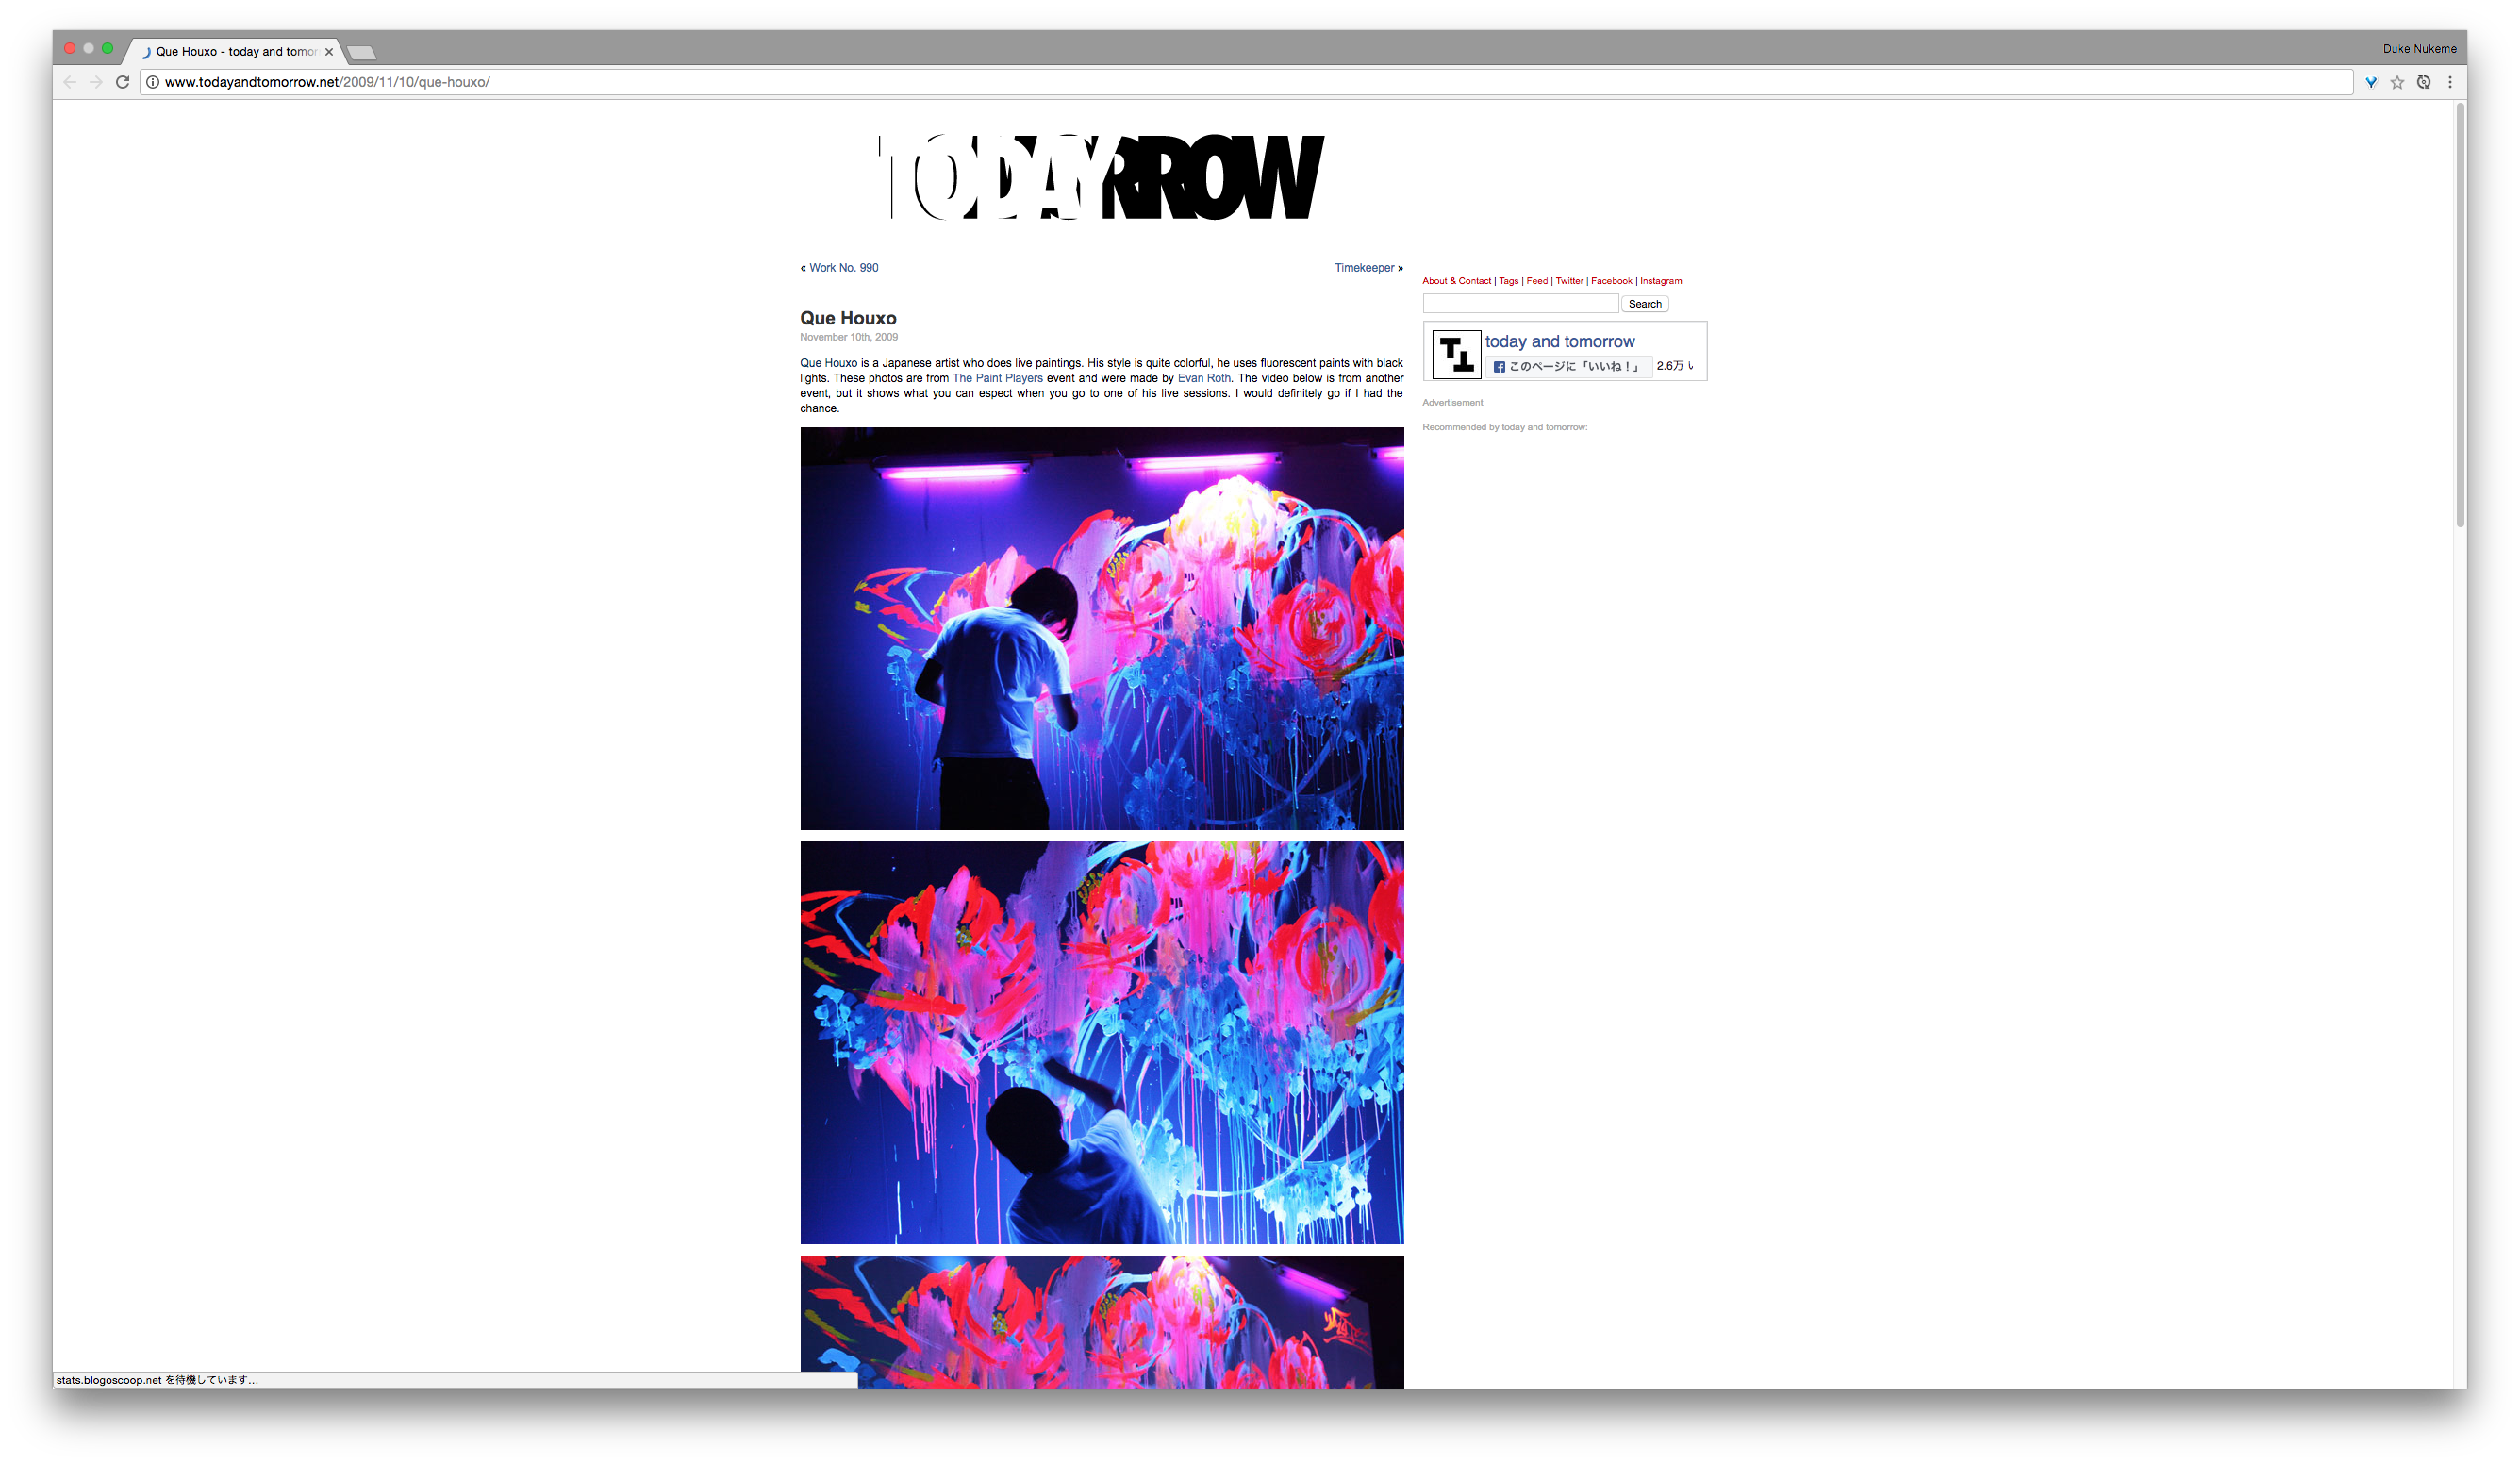 Que Houxo - today and tomor
Duke Nukeme
www.todayandtomorrow.net/2009/11/10/que-houxo/
TODAYRROW
« Work No. 990
Timekeeper »
Que Houxo
November 10th, 2009
Que Houxo is a Japanese artist who does live paintings. His style is quite colorful, he uses fluorescent paints with black
lights. These photos are from The Paint Players event and were made by Evan Roth. The video below is from another
event, but it shows what you can espect when you go to one of his live sessions. I would definitely go if I had the
chance.
About & Contact | Tags | Feed | Twitter | Facebook | Instagram
Search
today and tomorrow
このページに「いいね！」 2.6万 い
Advertisement
Recommended by today and tomorrow:
stats.blogoscoop.net を待機しています…